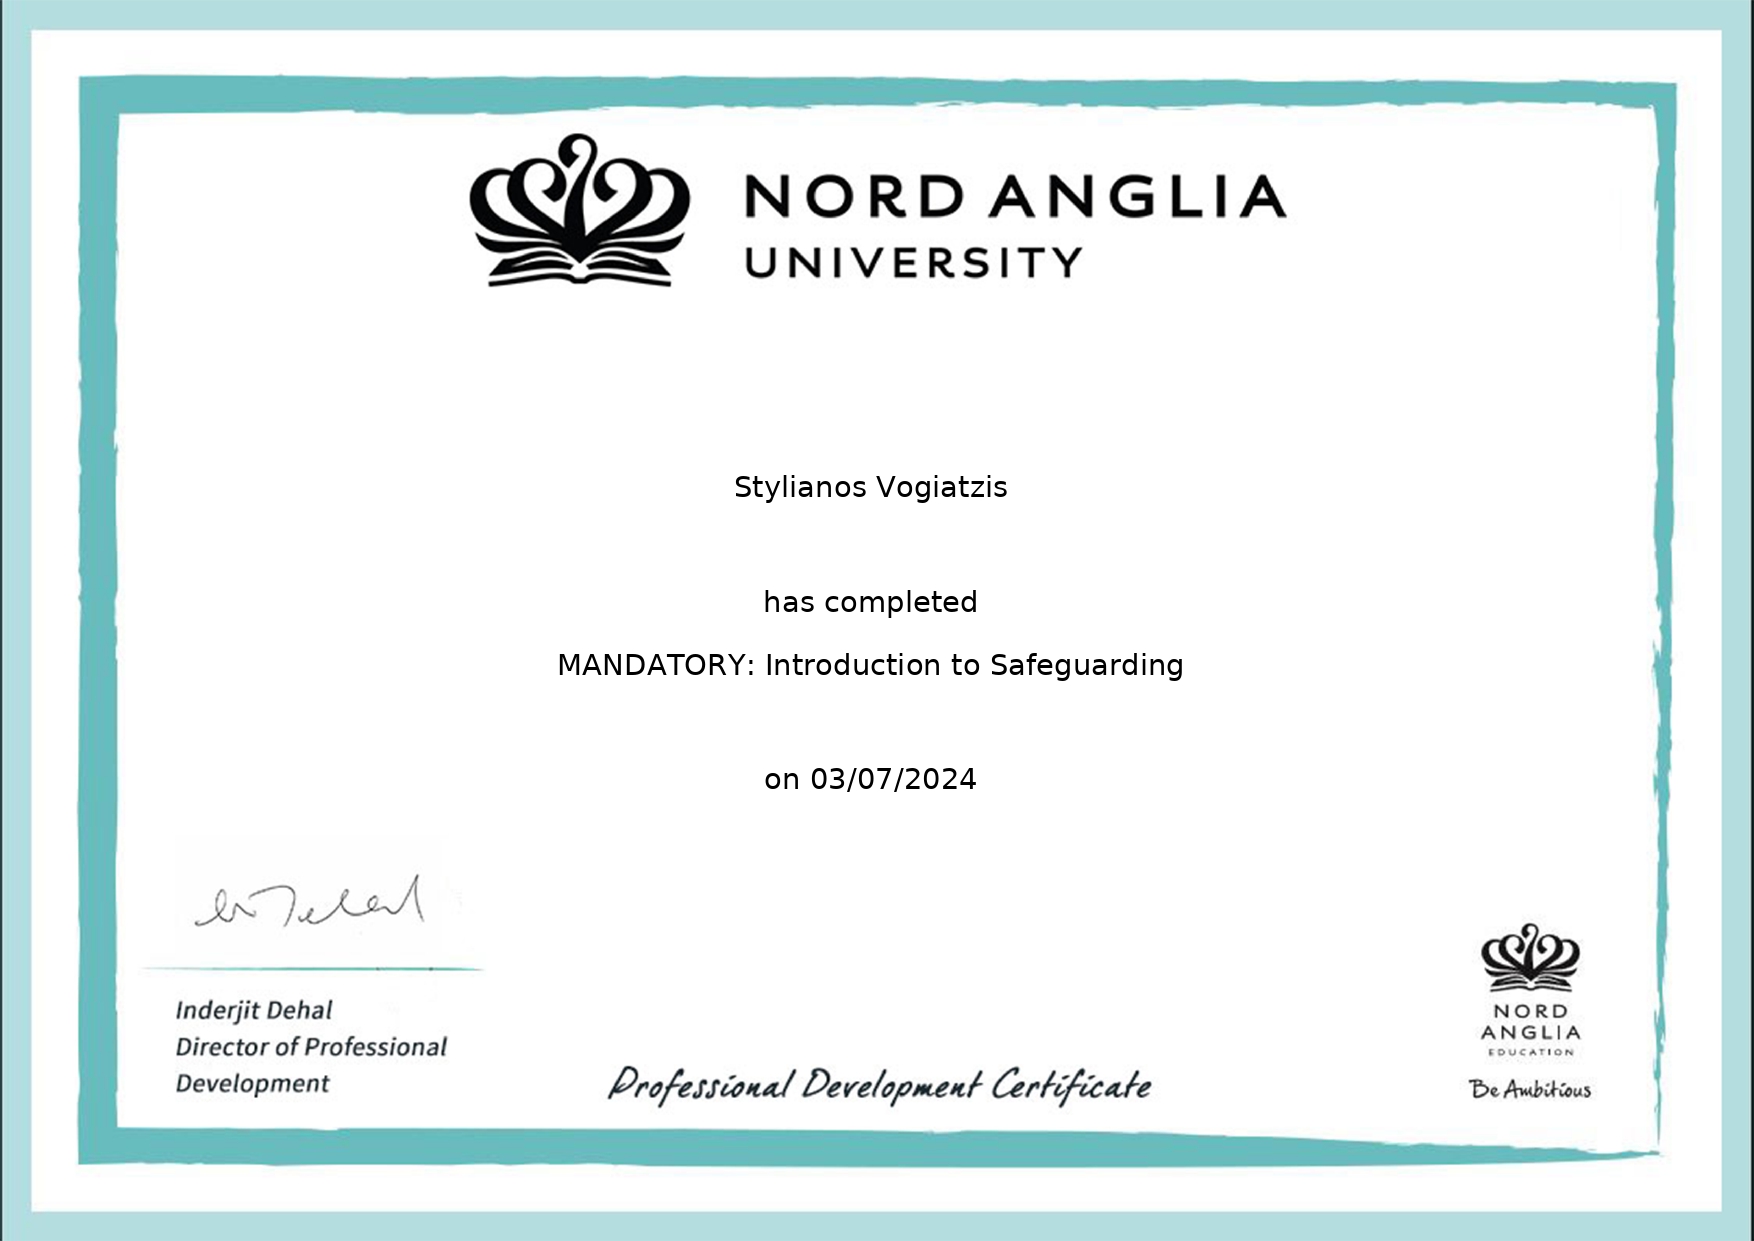 NORD ANGLIA
UNIVERSITY
Stylianos Vogiatzis
has completed
MANDATORY: Introduction to Safeguarding
on 03/07/2024
Inderjit Dehal
Director of Professional
Development
Professional Development Certificate
NORD
ANGLIA
EDUCATION
Be Ambitious